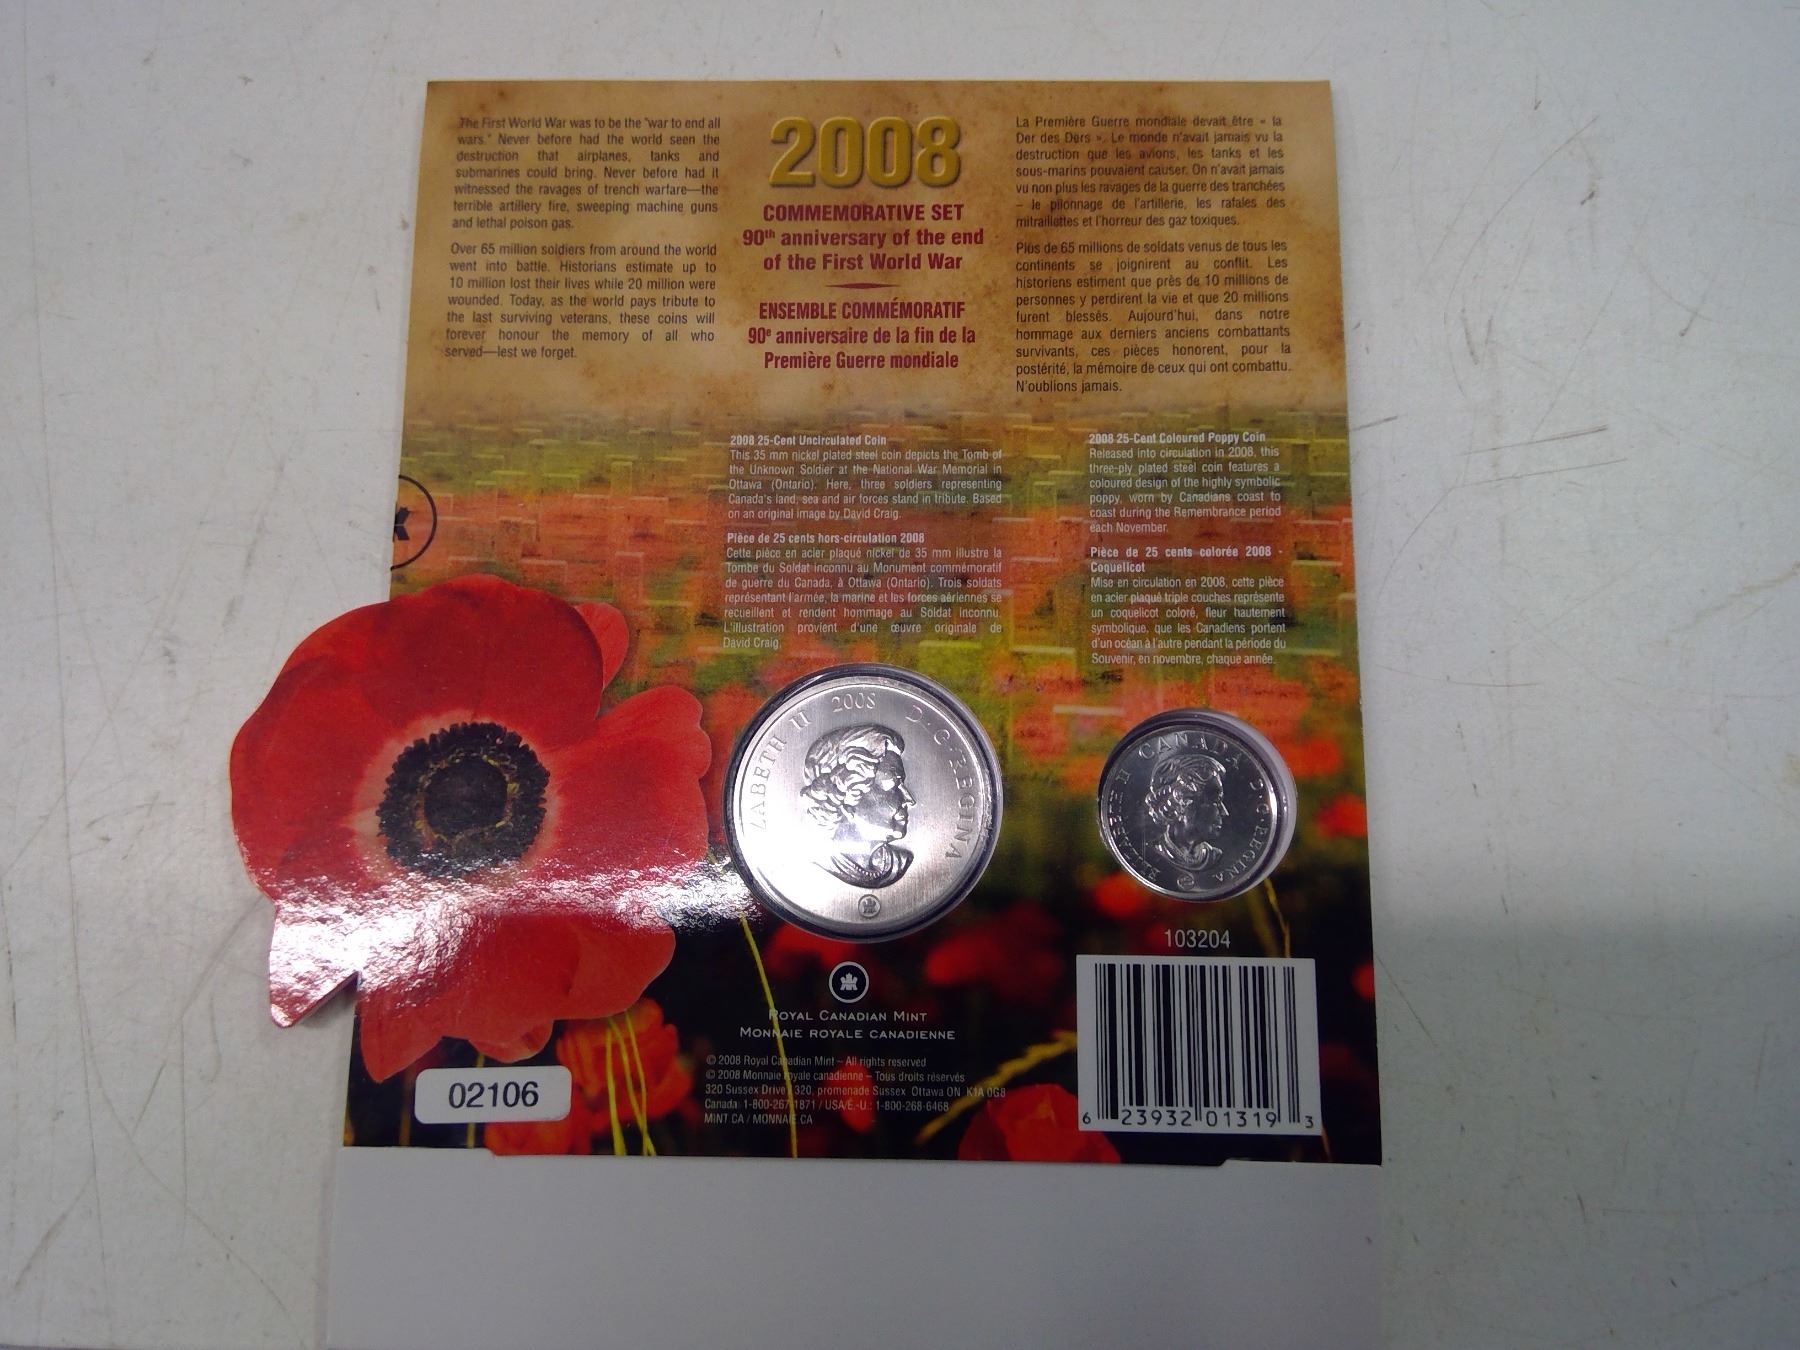 The First World War was to be the "war to end all
wars." Never before had the world seen the
destruction that airplanes, tanks and
submarines could bring. Never before had it
witnessed the ravages of trench warfare—the
terrible artillery fire, sweeping machine guns
and lethal poison gas.
Over 65 million soldiers from around the world
went into battle. Historians estimate up to
10 million lost their lives while 20 million were
wounded. Today, as the world pays tribute to
the last surviving veterans, these coins will
forever honour the memory of all who
served—lest we forget.
2008
COMMEMORATIVE SET
90th anniversary of the end
of the First World War
ENSEMBLE COMMÉMORATIF
90e anniversaire de la fin de la
Première Guerre mondiale
La Première Guerre mondiale devait être « la
Der des Ders ». Le monde n'avait jamais vu la
destruction que les avions, les tanks et les
sous-marins pouvaient causer. On n'avait jamais
vu non plus les ravages de la guerre des tranchées
– le pilonnage de l'artillerie, les rafales des
mitraillettes et l'horreur des gaz toxiques.
Plus de 65 millions de soldats venus de tous les
continents se joignirent au conflit. Les
historiens estiment que près de 10 millions de
personnes y perdirent la vie et que 20 millions
furent blessés. Aujourd'hui, dans notre
hommage aux derniers anciens combattants
survivants, ces pièces honorent, pour la
postérité, la mémoire de ceux qui ont combattu.
N'oublions jamais.
2008 25-Cent Uncirculated Coin
This 35 mm nickel plated steel coin depicts the Tomb of
the Unknown Soldier at the National War Memorial in
Ottawa (Ontario). Here, three soldiers representing
Canada's land, sea and air forces stand in tribute. Based
on an original image by David Craig.
Pièce de 25 cents hors-circulation 2008
Cette pièce en acier plaqué nickel de 35 mm illustre la
Tombe du Soldat inconnu au Monument commémoratif
de guerre du Canada, à Ottawa (Ontario). Trois soldats
représentant l'armée, la marine et les forces aériennes se
recueillent et rendent hommage au Soldat inconnu.
L'illustration provient d'une œuvre originale de
David Craig.
2008 25-Cent Coloured Poppy Coin
Released into circulation in 2008, this
three-ply plated steel coin features a
coloured design of the highly symbolic
poppy, worn by Canadians coast to
coast during the Remembrance period
each November.
Pièce de 25 cents colorée 2008 -
Coquelicot
Mise en circulation en 2008, cette pièce
en acier plaqué triple couches représente
un coquelicot coloré, fleur hautement
symbolique, que les Canadiens portent
d'un océan à l'autre pendant la période du
Souvenir, en novembre, chaque année.
ZABETH II 2008 D·G·REGINA
ELIZABETH II CANADA D·G·REGINA
103204
ROYAL CANADIAN MINT
MONNAIE ROYALE CANADIENNE
© 2008 Royal Canadian Mint – All rights reserved
© 2008 Monnaie royale canadienne – Tous droits réservés
320 Sussex Drive / 320, promenade Sussex Ottawa ON K1A 0G8
Canada: 1-800-267-1871 / USA/É.-U.: 1-800-268-6468
MINT.CA / MONNAIE.CA
02106
6 23932 01319 3